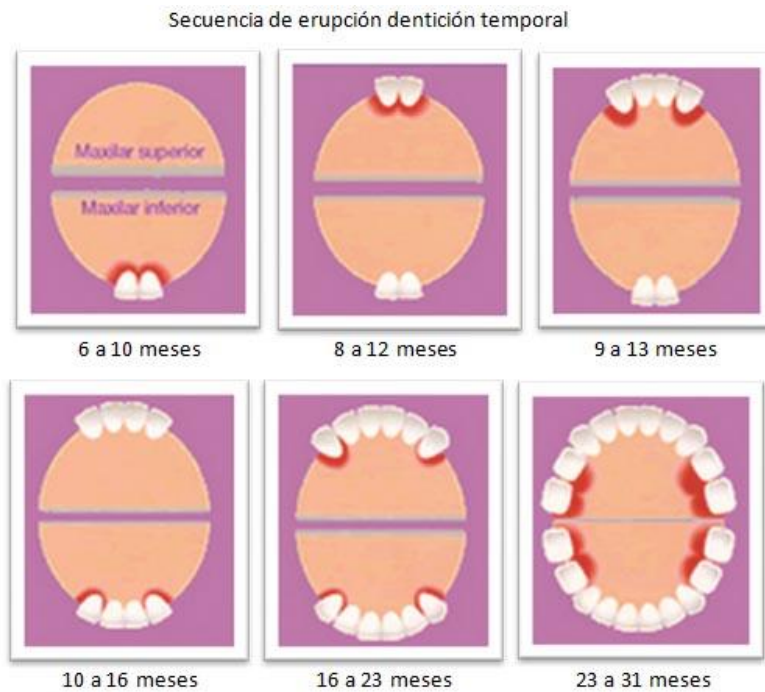 Secuencia de erupción dentición temporal
Maxilar superior
Maxilar inferior
6 a 10 meses
8 a 12 meses
9 a 13 meses
10 a 16 meses
16 a 23 meses
23 a 31 meses